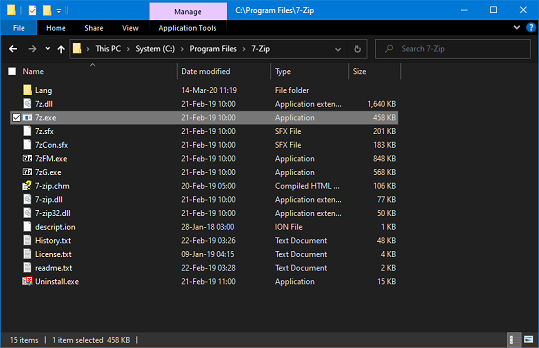 Manage C:\Program Files\7-Zip
File Home Share View Application Tools
This PC System (C:) Program Files 7-Zip Search 7-Zip
Name Date modified Type Size
Lang 14-Mar-20 11:19 File folder
7z.dll 21-Feb-19 10:00 Application exten... 1,640 KB
7z.exe 21-Feb-19 10:00 Application 458 KB
7z.sfx 21-Feb-19 10:00 SFX File 201 KB
7zCon.sfx 21-Feb-19 10:00 SFX File 183 KB
7zFM.exe 21-Feb-19 10:00 Application 848 KB
7zG.exe 21-Feb-19 10:00 Application 568 KB
7-zip.chm 20-Feb-19 05:00 Compiled HTML ... 106 KB
7-zip.dll 21-Feb-19 10:00 Application exten... 77 KB
7-zip32.dll 21-Feb-19 10:00 Application exten... 50 KB
descript.ion 28-Jan-18 03:00 ION File 1 KB
History.txt 22-Feb-19 03:26 Text Document 48 KB
License.txt 09-Jan-19 04:15 Text Document 4 KB
readme.txt 22-Feb-19 03:28 Text Document 2 KB
Uninstall.exe 21-Feb-19 11:00 Application 15 KB
15 items 1 item selected 458 KB